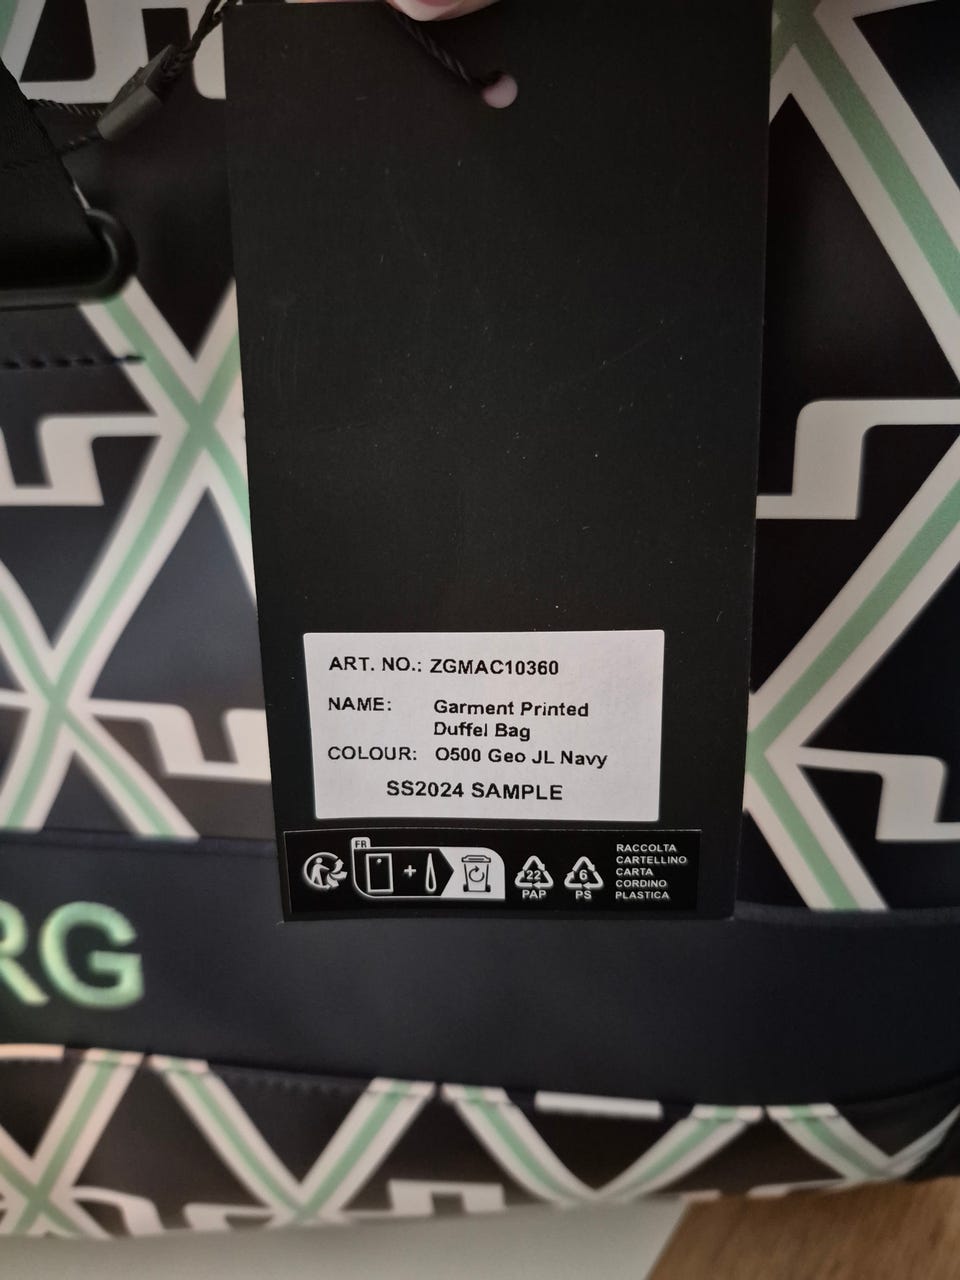 ART. NO.: ZGMAC10360
NAME: Garment Printed
Duffel Bag
COLOUR: O500 Geo JL Navy
SS2024 SAMPLE
FR
22
PAP
6
PS
RACCOLTA
CARTELLINO
CARTA
CORDINO
PLASTICA
RG